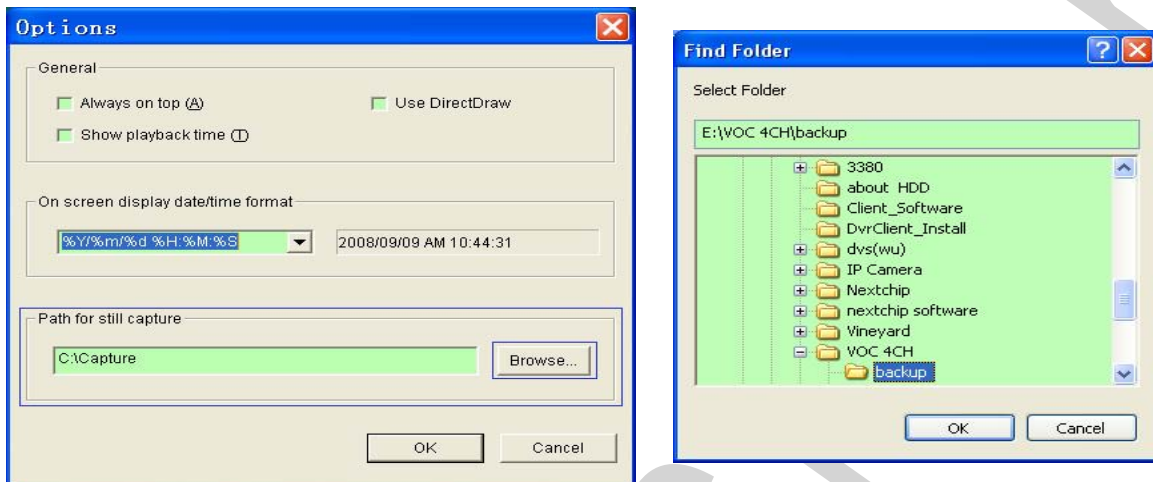 Options
General
Always on top (A)
Use DirectDraw
Show playback time (T)
On screen display date/time format
%Y/%m/%d %H:%M:%S
2008/09/09 AM 10:44:31
Path for still capture
C:\Capture
Browse...
OK
Cancel
Find Folder
Select Folder
E:\VOC 4CH\backup
3380
about HDD
Client_Software
DvrClient_Install
dvs(wu)
IP Camera
Nextchip
nextchip software
Vineyard
VOC 4CH
backup
OK
Cancel